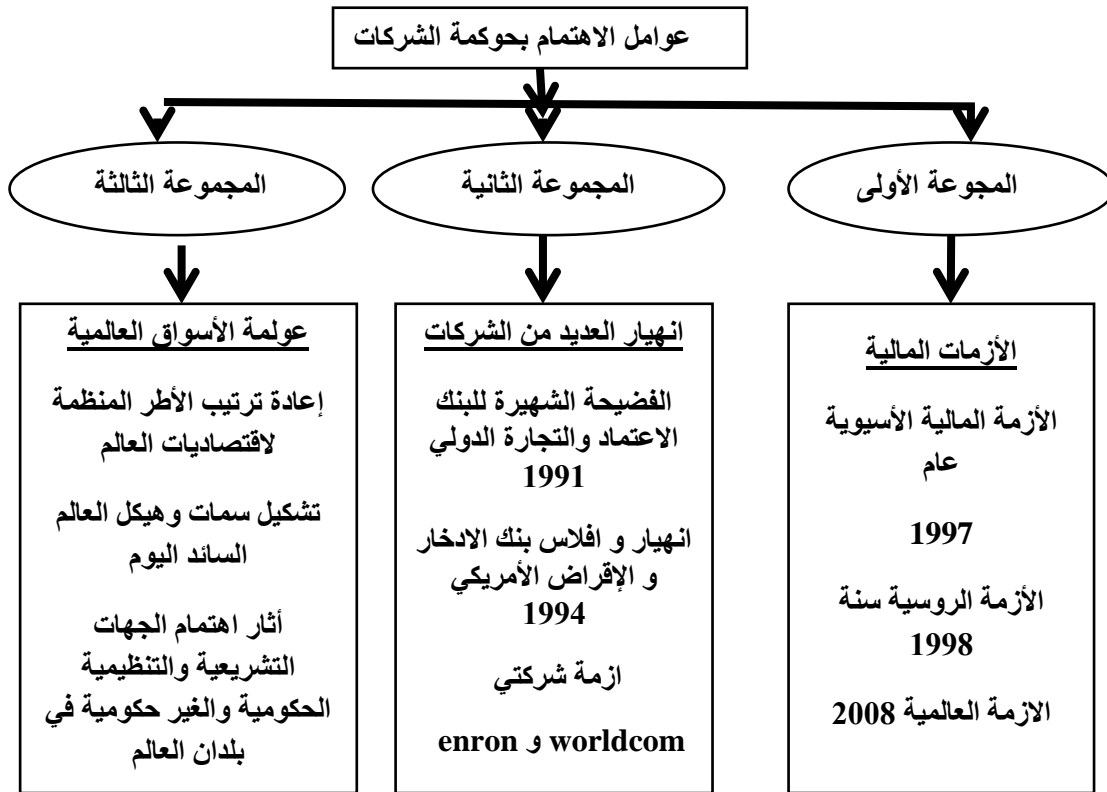 عوامل الاهتمام بحوكمة الشركات
المجوعة الأولى
المجموعة الثانية
المجموعة الثالثة
الأزمات المالية
الأزمة المالية الأسيوية
عام
1997
الأزمة الروسية سنة
1998
الازمة العالمية 2008
انهيار العديد من الشركات
الفضيحة الشهيرة للبنك
الاعتماد والتجارة الدولي
1991
انهيار و افلاس بنك الادخار
و الإقراض الأمريكي
1994
ازمة شركتي
worldcom و enron
عولمة الأسواق العالمية
إعادة ترتيب الأطر المنظمة
لاقتصاديات العالم
تشكيل سمات وهيكل العالم
السائد اليوم
أثار اهتمام الجهات
التشريعية والتنظيمية
الحكومية والغير حكومية في
بلدان العالم